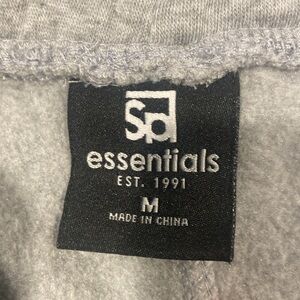 Sp
essentials
EST. 1991
M
MADE IN CHINA